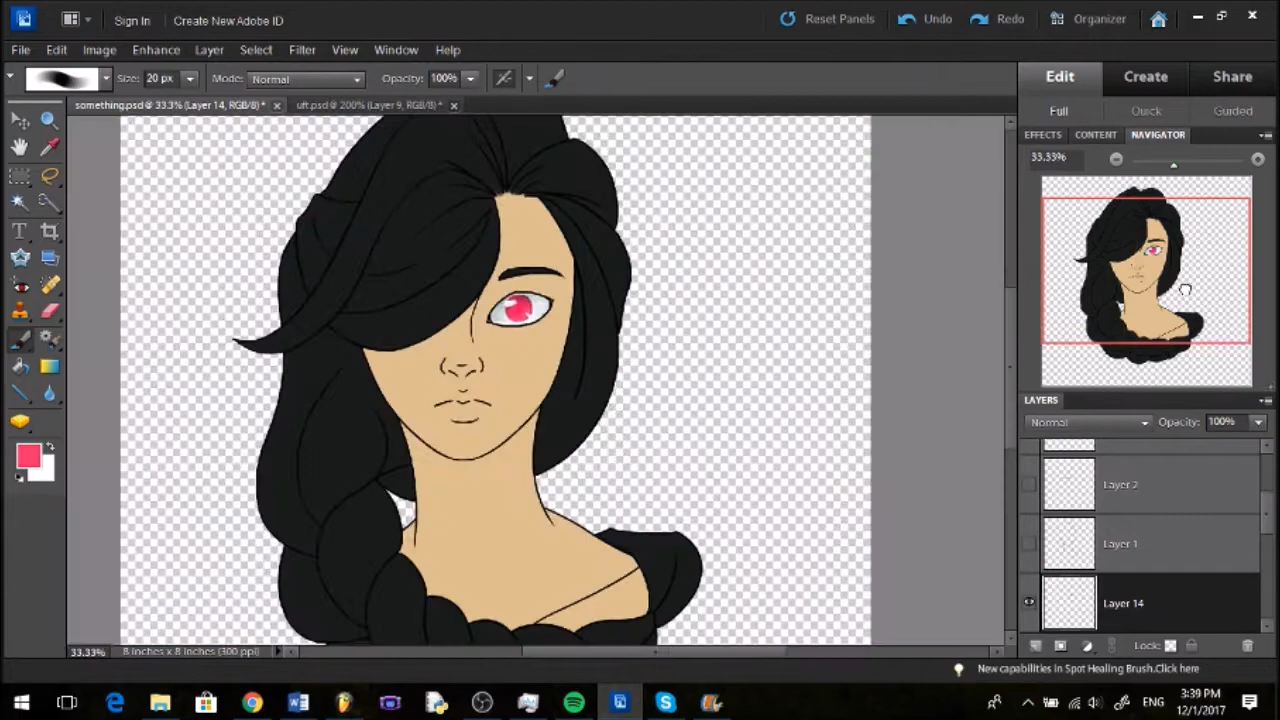 Sign In Create New Adobe ID Reset Panels Undo Redo Organizer
File Edit Image Enhance Layer Select Filter View Window Help
Size: 20 px Mode: Normal Opacity: 100% Edit Create Share
something.psd @ 33.3% (Layer 14, RGB/8) * uft.psd @ 200% (Layer 9, RGB/8) * Full Quick Guided
EFFECTS CONTENT NAVIGATOR
33.33%
LAYERS
Normal Opacity: 100%
Layer 2
Layer 1
Layer 14
33.33% 8 inches x 8 inches (300 ppi) Lock:
New capabilities in Spot Healing Brush.Click here
ENG 3:39 PM
12/1/2017